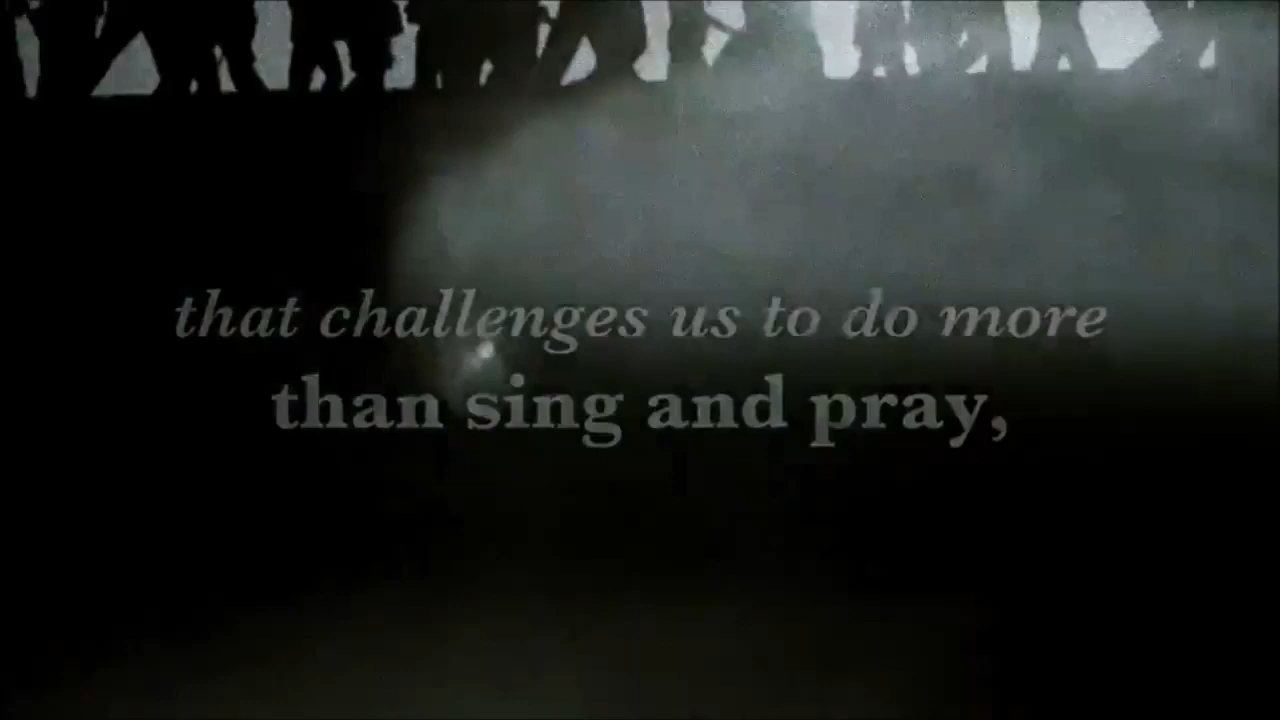 that challenges us to do more
than sing and pray,